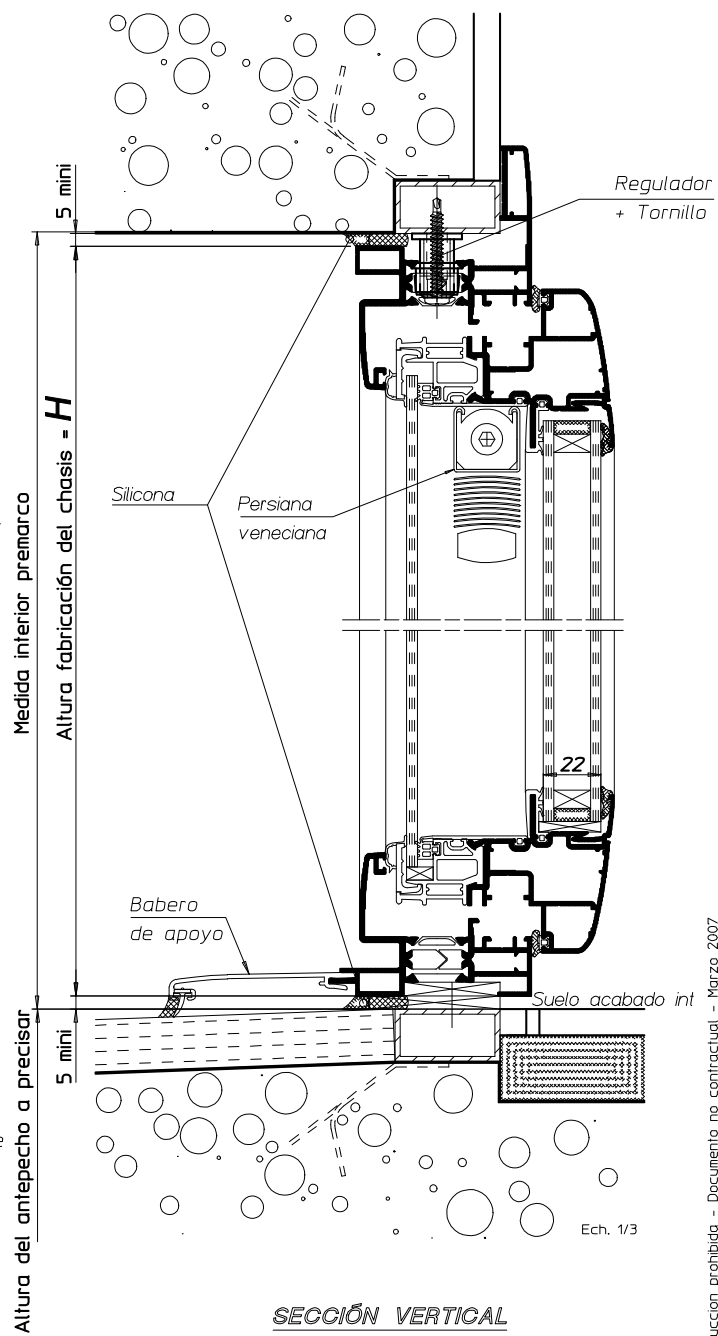 5 mini
Regulador
+ Tornillo
Medida interior premarco
Altura fabricación del chasis = H
Silicona
Persiana
veneciana
22
Babero
de apoyo
Suelo acabado int
5 mini
Altura del antepecho a precisar
Ech. 1/3
prohibida - Documento no contractual - Marzo 2007
SECCIÓN VERTICAL